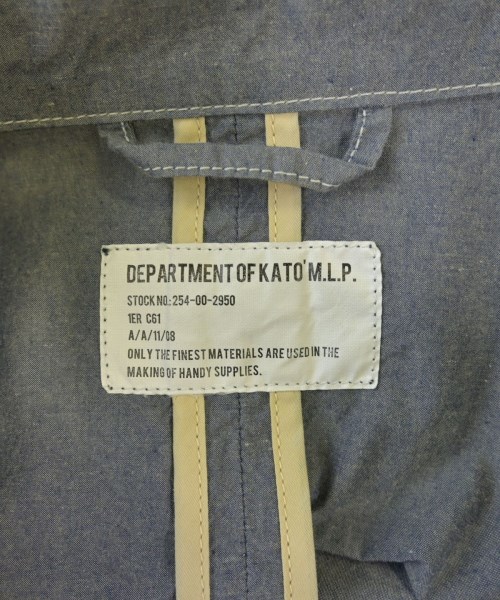 DEPARTMENT OF KATO' M.L.P.
STOCK NO.:254-00-2950
1ER C61
A/A/11/08
ONLY THE FINEST MATERIALS ARE USED IN THE
MAKING OF HANDY SUPPLIES.